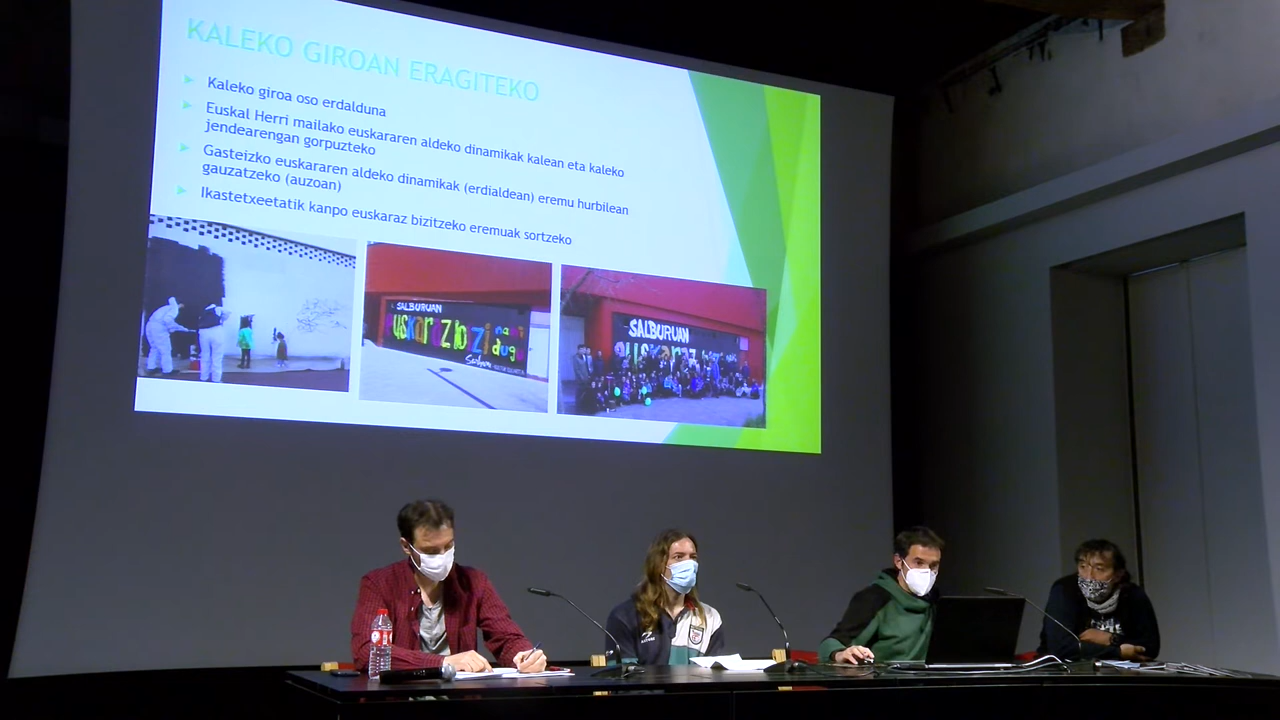 KALEKO GIROAN ERAGITEKO
Kaleko giroa oso erdalduna
Euskal Herri mailako euskararen aldeko dinamikak kalean eta kaleko
jendearengan gorpuzteko
Gasteizko euskararen aldeko dinamikak (erdialdean) eremu hurbilean
gauzatzeko (auzoan)
Ikastetxeetatik kanpo euskaraz bizitzeko eremuak sortzeko
SALBURUAN
euskaraz bizi nahi
dugu
SALBURUAN
euskaraz